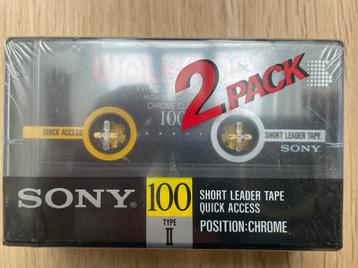 2 PACK
100
QUICK ACCESS
SHORT LEADER TAPE
SONY
SONY®
100
TYPE
II
SHORT LEADER TAPE
QUICK ACCESS
POSITION:CHROME